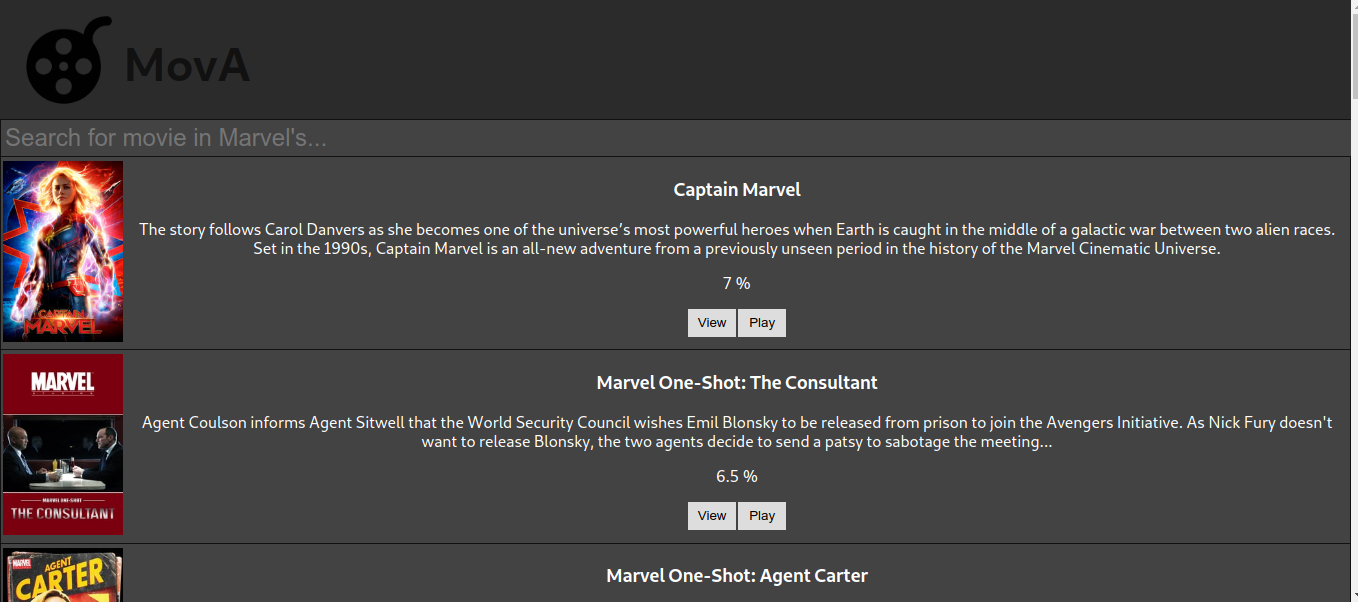 MovA
Search for movie in Marvel's...
CAPTAIN
MARVEL
Captain Marvel
The story follows Carol Danvers as she becomes one of the universe’s most powerful heroes when Earth is caught in the middle of a galactic war between two alien races.
Set in the 1990s, Captain Marvel is an all-new adventure from a previously unseen period in the history of the Marvel Cinematic Universe.
7 %
View Play
MARVEL
STUDIOS
MARVEL ONE-SHOT
THE CONSULTANT
Marvel One-Shot: The Consultant
Agent Coulson informs Agent Sitwell that the World Security Council wishes Emil Blonsky to be released from prison to join the Avengers Initiative. As Nick Fury doesn't
want to release Blonsky, the two agents decide to send a patsy to sabotage the meeting...
6.5 %
View Play
MARVEL
AGENT
CARTER
Marvel One-Shot: Agent Carter